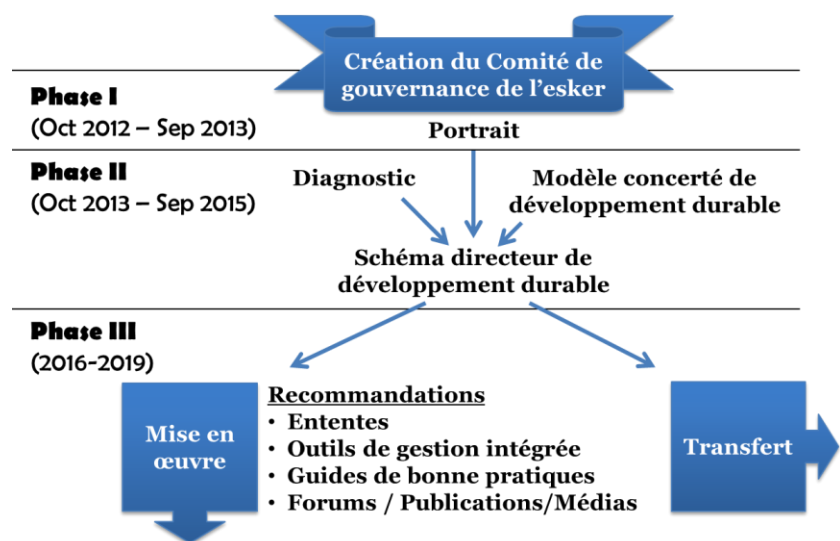 Création du Comité de
gouvernance de l’esker
Phase I
(Oct 2012 – Sep 2013)
Portrait
Phase II
(Oct 2013 – Sep 2015)
Diagnostic
Modèle concerté de
développement durable
Schéma directeur de
développement durable
Phase III
(2016-2019)
Mise en
œuvre
Recommandations
• Ententes
• Outils de gestion intégrée
• Guides de bonne pratiques
• Forums / Publications/Médias
Transfert